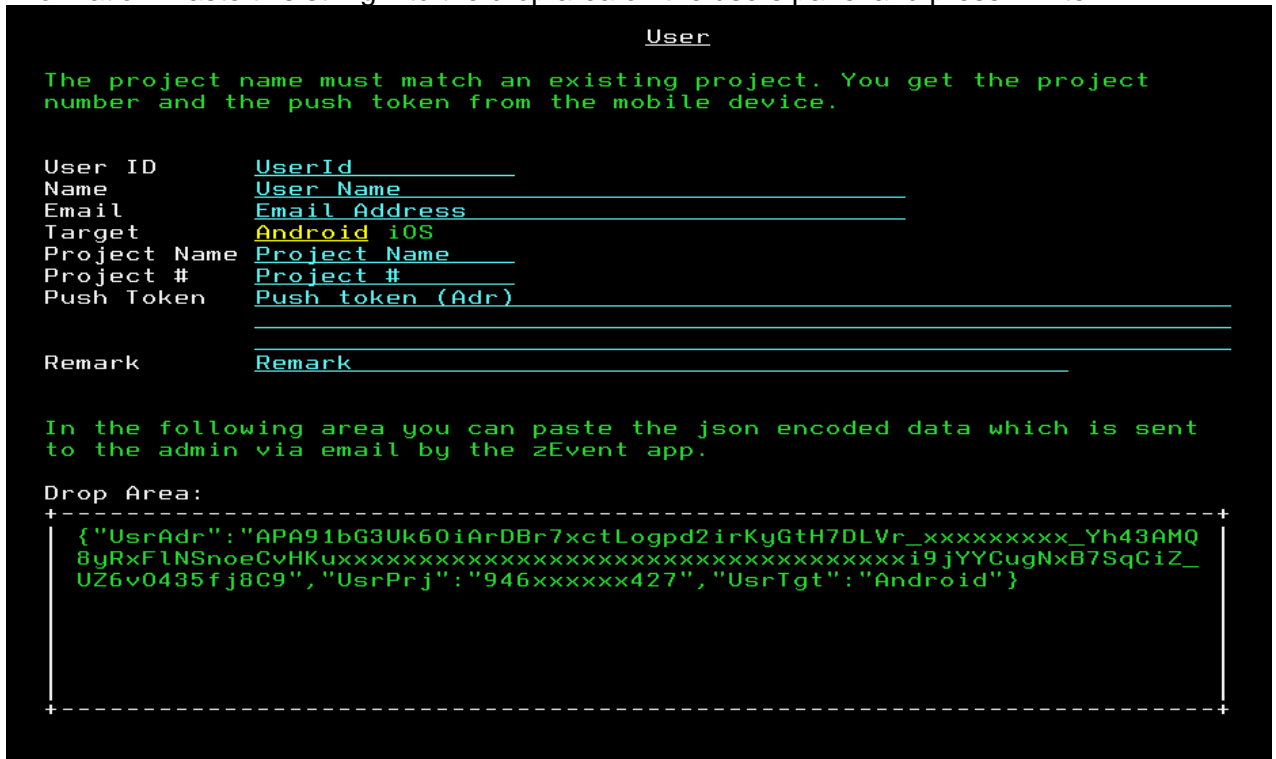 User
The project name must match an existing project. You get the project
number and the push token from the mobile device.
User ID UserId
Name User Name
Email Email Address
Target Android iOS
Project Name Project Name
Project # Project #
Push Token Push token (Adr)
Remark Remark
In the following area you can paste the json encoded data which is sent
to the admin via email by the zEvent app.
Drop Area:
{"UsrAdr":"APA91bG3Uk6OiArDBr7xctLogpd2irKyGtH7DLVr_xxxxxxxxx_Yh43AMQ
8yRxFlNSnoeCvHKuxxxxxxxxxxxxxxxxxxxxxxxxxxxxxxxxxxxi9jYYCugNxB7SqCiZ_
UZ6vO435fj8C9","UsrPrj":"946xxxxxx427","UsrTgt":"Android"}